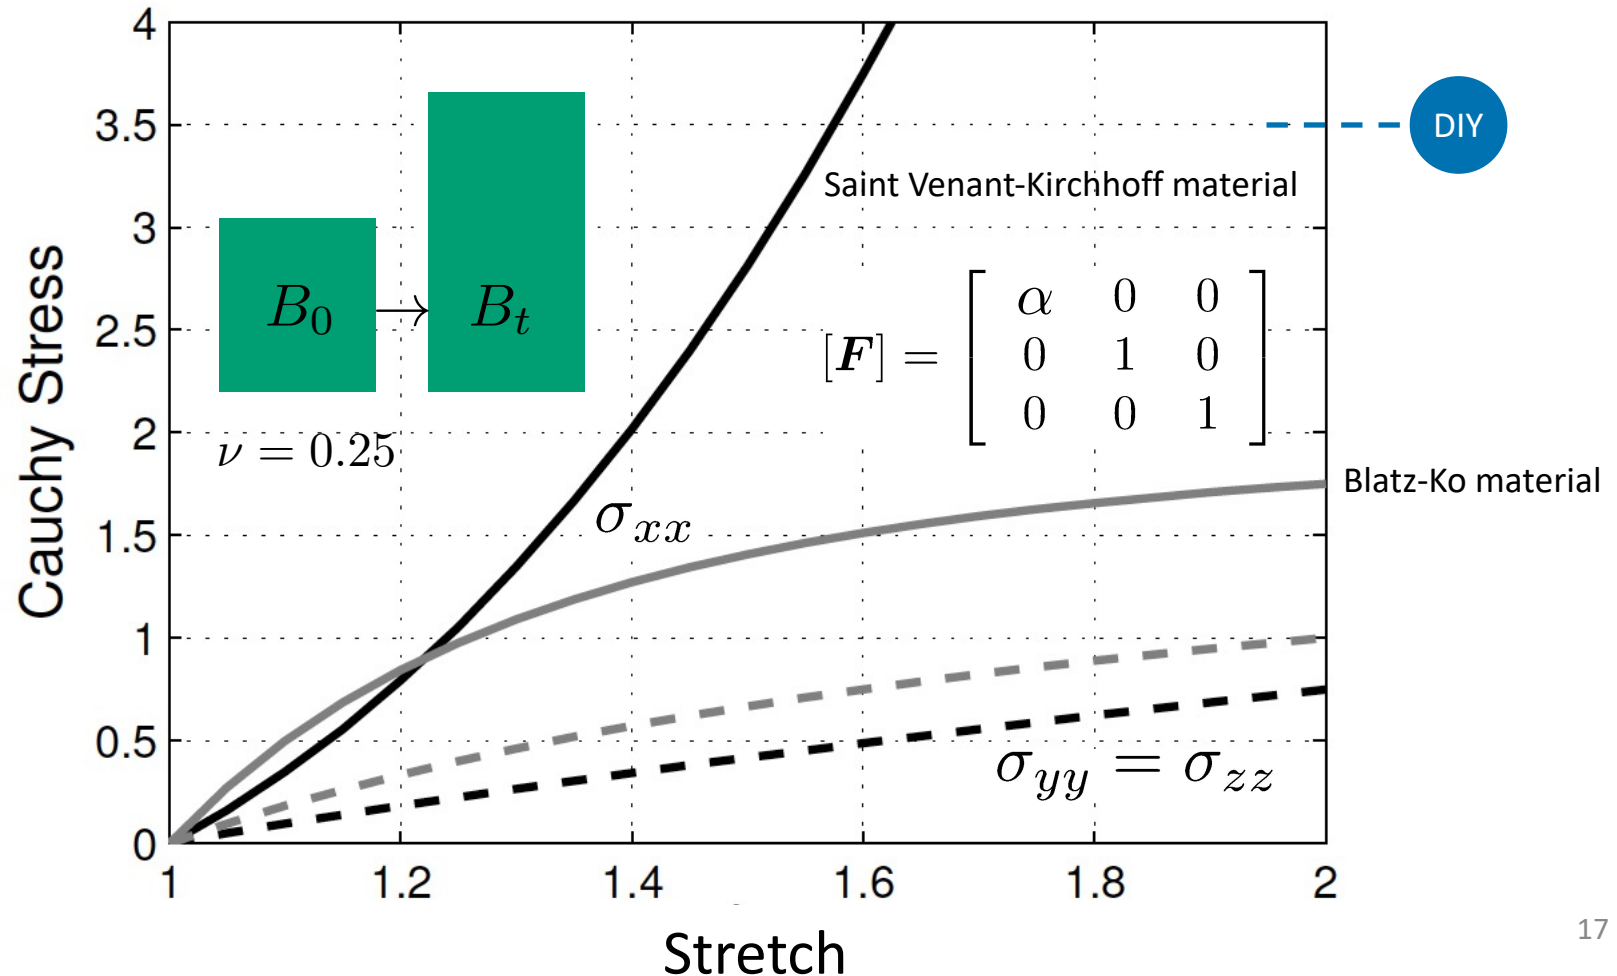 4
3.5
3
2.5
2
1.5
1
0.5
0
Cauchy Stress
B₀ → Bₜ
ν = 0.25
DIY
Saint Venant-Kirchhoff material
[F] = [
α 0 0
0 1 0
0 0 1
]
Blatz-Ko material
σₓₓ
σ_yy = σ_zz
1 1.2 1.4 1.6 1.8 2
Stretch
17